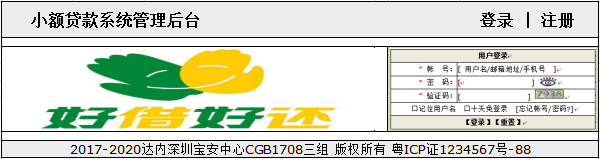 小额贷款系统管理后台
登录 | 注册
好借好还
用户登录
* 帐 号：[ 用户名/邮箱地址/手机号 ]
* 密 码：[ ]
* 验证码：[ ]
口记住用户名 口十天免登录 [忘记帐号/密码?]
【登录】【重置】
2017-2020达内深圳宝安中心CGB1708三组 版权所有 粤ICP证1234567号-88